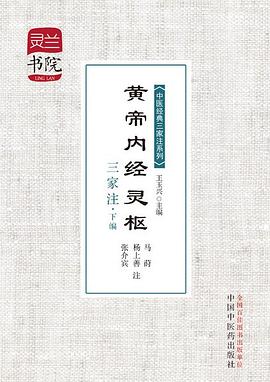 灵兰
书院
LING LAN
《中医经典三家注系列》
王玉兴◎主编
黄帝内经灵枢
三家注·下编
马莳
杨上善 注
张介宾
全国百佳图书出版单位
中国中医药出版社